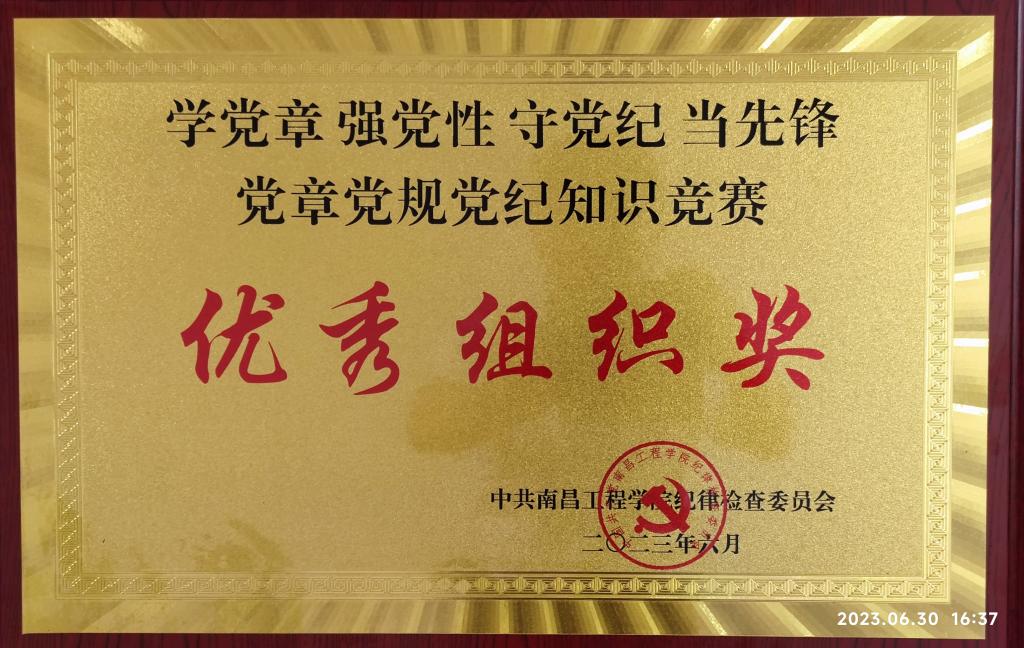 学党章 强党性 守党纪 当先锋
党章党规党纪知识竞赛
优秀组织奖
中共南昌工程学院纪律检查委员会
二〇二三年六月
2023.06.30 16:37